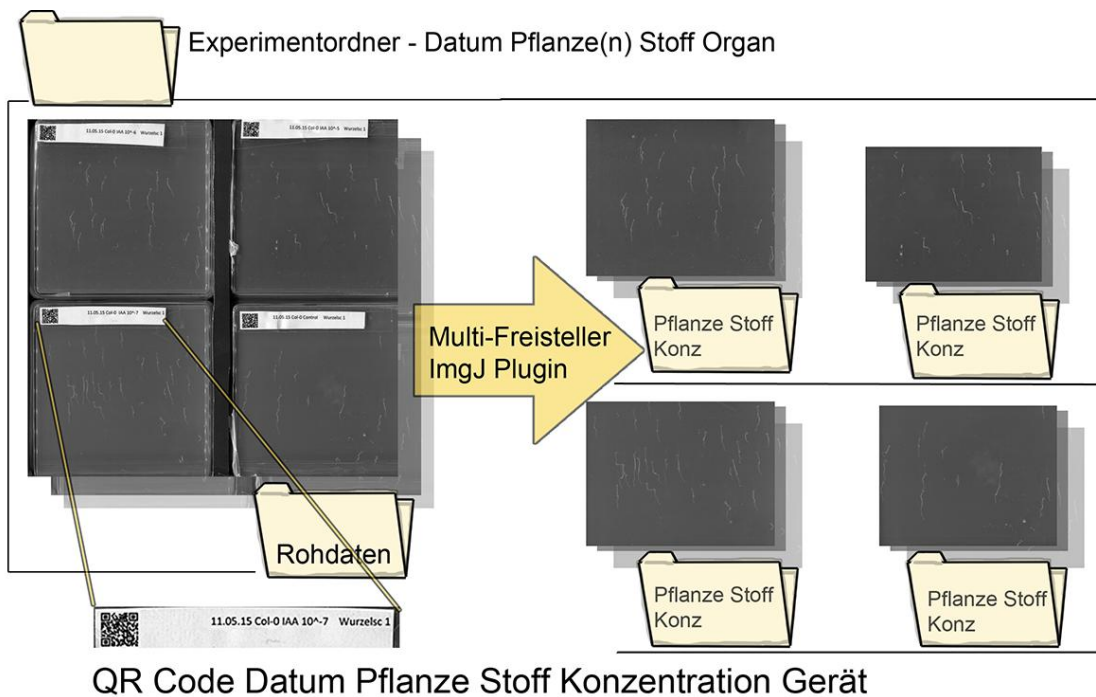 Experimentordner - Datum Pflanze(n) Stoff Organ
11.05.15 Col-0 IAA 10^-6 Wurzelsc 1
11.05.15 Col-0 IAA 10^-5 Wurzelsc 1
11.05.15 Col-0 IAA 10^-7 Wurzelsc 1
11.05.15 Col-0 Control Wurzelsc 1
Multi-Freisteller
ImgJ Plugin
Pflanze Stoff
Konz
Pflanze Stoff
Konz
Rohdaten
Pflanze Stoff
Konz
Pflanze Stoff
Konz
11.05.15 Col-0 IAA 10^-7 Wurzelsc 1
QR Code Datum Pflanze Stoff Konzentration Gerät